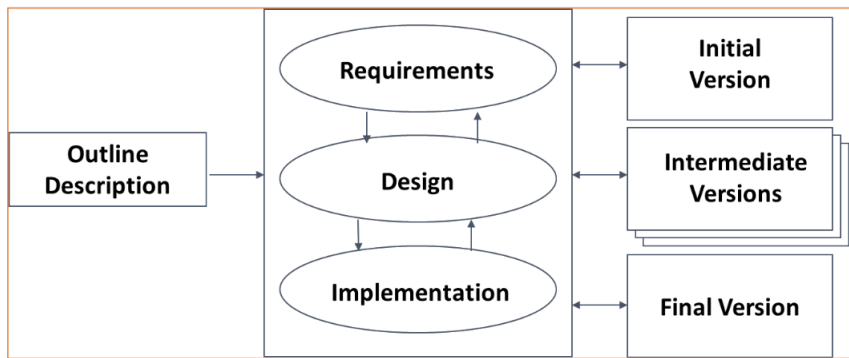 Outline
Description
Requirements
Design
Implementation
Initial
Version
Intermediate
Versions
Final Version